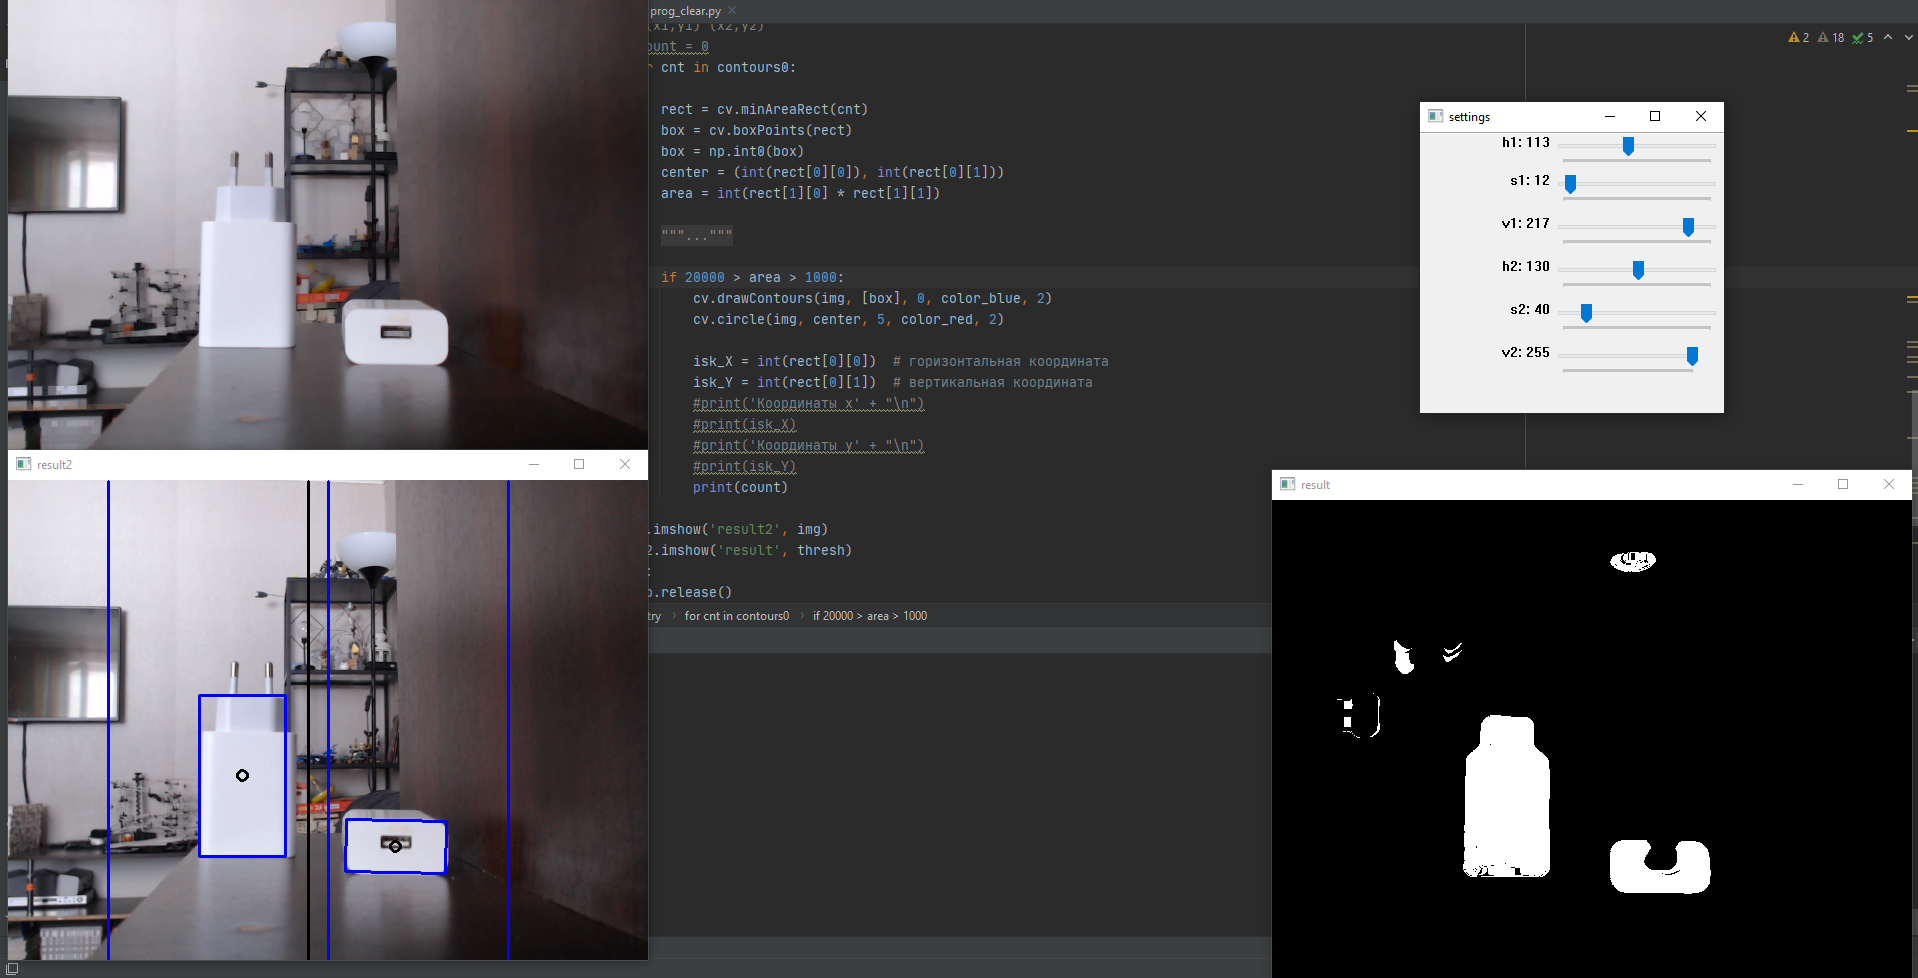 prog_clear.py
(x1,y1) (x2,y2)
ount = 0
r cnt in contours0:
rect = cv.minAreaRect(cnt)
box = cv.boxPoints(rect)
box = np.int0(box)
center = (int(rect[0][0]), int(rect[0][1]))
area = int(rect[1][0] * rect[1][1])
"""..."""
if 20000 > area > 1000:
cv.drawContours(img, [box], 0, color_blue, 2)
cv.circle(img, center, 5, color_red, 2)
isk_X = int(rect[0][0])  # горизонтальная координата
isk_Y = int(rect[0][1])  # вертикальная координата
#print('Координаты x' + "\n")
#print(isk_X)
#print('Координаты y' + "\n")
#print(isk_Y)
print(count)
.imshow('result2', img)
2.imshow('result', thresh)
:
p.release()
try > for cnt in contours0 > if 20000 > area > 1000
2 18 5
settings
h1: 113
s1: 12
v1: 217
h2: 130
s2: 40
v2: 255
result2
result